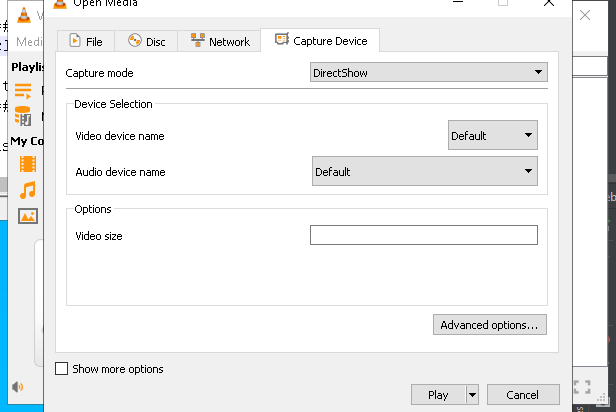 Open Media
Medi
File
Disc
Network
Capture Device
Playlis
My Co
Capture mode
DirectShow
Device Selection
Video device name
Default
Audio device name
Default
Options
Video size
Advanced options...
Show more options
Play
Cancel